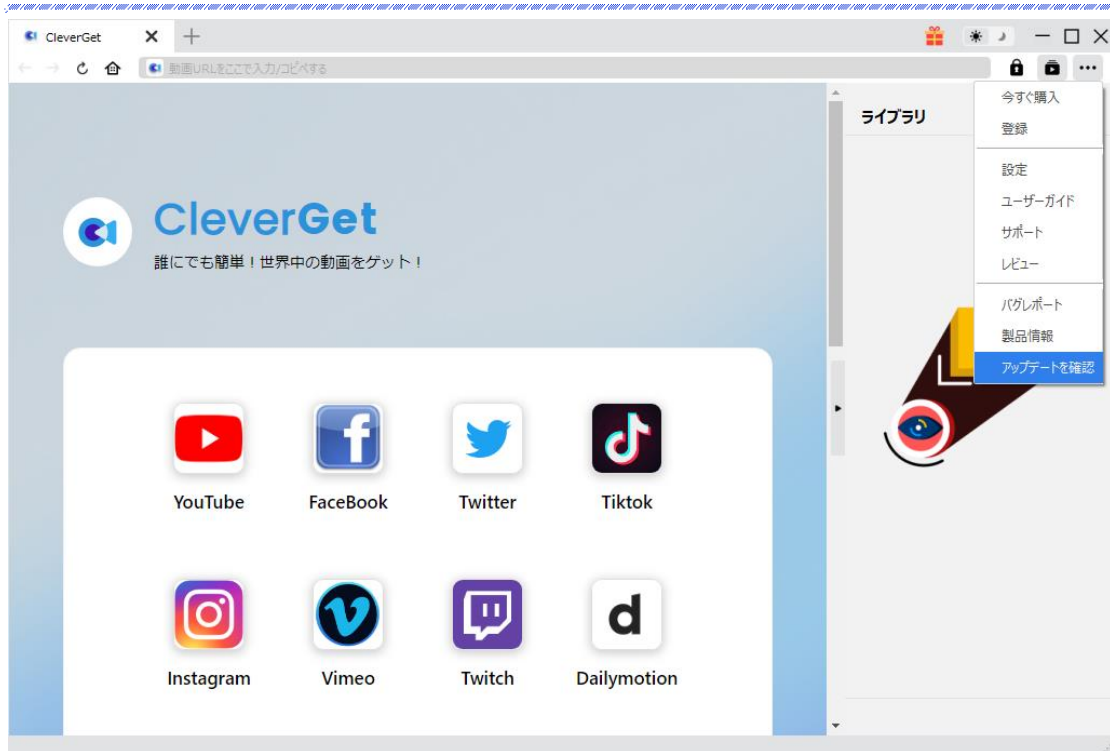 CleverGet
動画URLをここで入力/コピペする
CleverGet
誰にでも簡単！世界中の動画をゲット！
YouTube
FaceBook
Twitter
Tiktok
Instagram
Vimeo
Twitch
Dailymotion
ライブラリ
今すぐ購入
登録
設定
ユーザーガイド
サポート
レビュー
バグレポート
製品情報
アップデートを確認